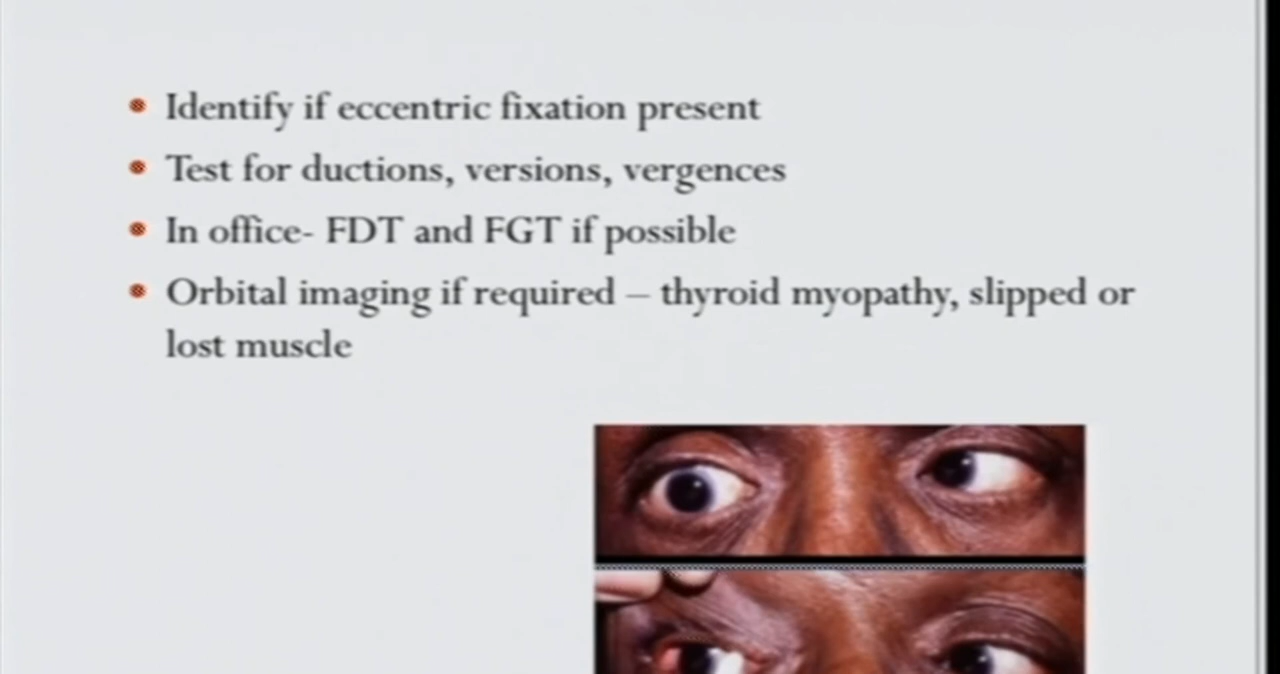 Identify if eccentric fixation present
Test for ductions, versions, vergences
In office- FDT and FGT if possible
Orbital imaging if required – thyroid myopathy, slipped or
lost muscle